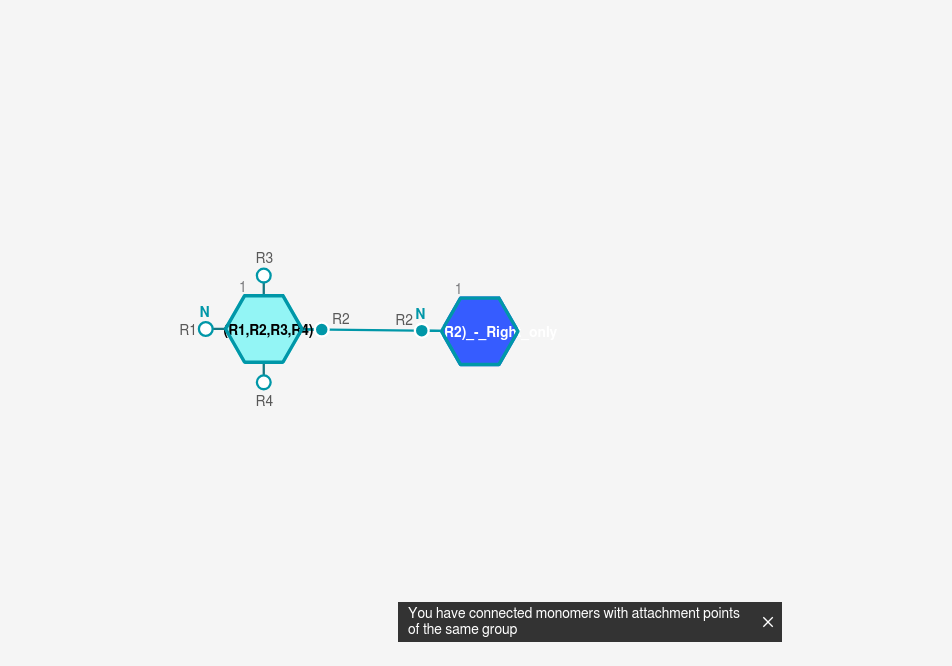 R3
1
1
N
N
R1
(R1,R2,R3,R4)
R2
R2
R2)_-_Righ_only
R4
You have connected monomers with attachment points
of the same group